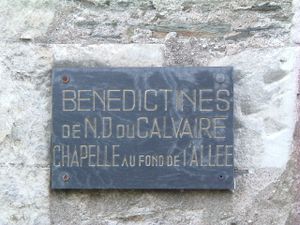 BENEDICTINES
DE N.D DU CALVAIRE
CHAPELLE AU FOND DE l'ALLEE